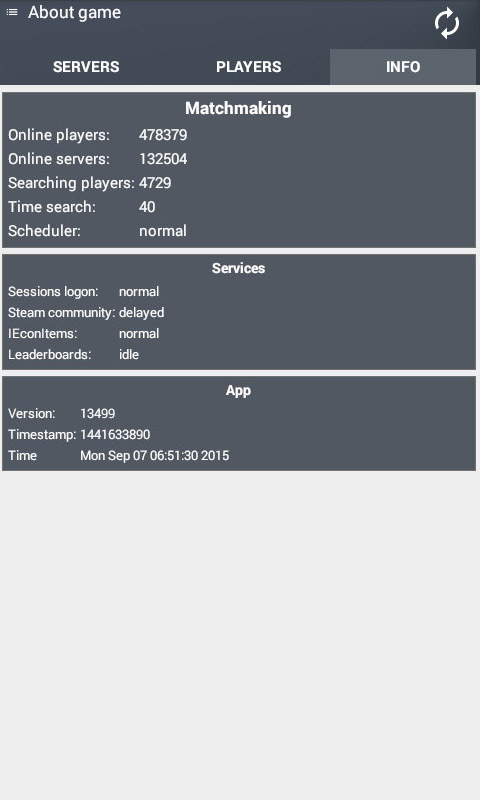 About game
SERVERS PLAYERS INFO
Matchmaking
Online players: 478379
Online servers: 132504
Searching players: 4729
Time search: 40
Scheduler: normal
Services
Sessions logon: normal
Steam community: delayed
IEconItems: normal
Leaderboards: idle
App
Version: 13499
Timestamp: 1441633890
Time Mon Sep 07 06:51:30 2015